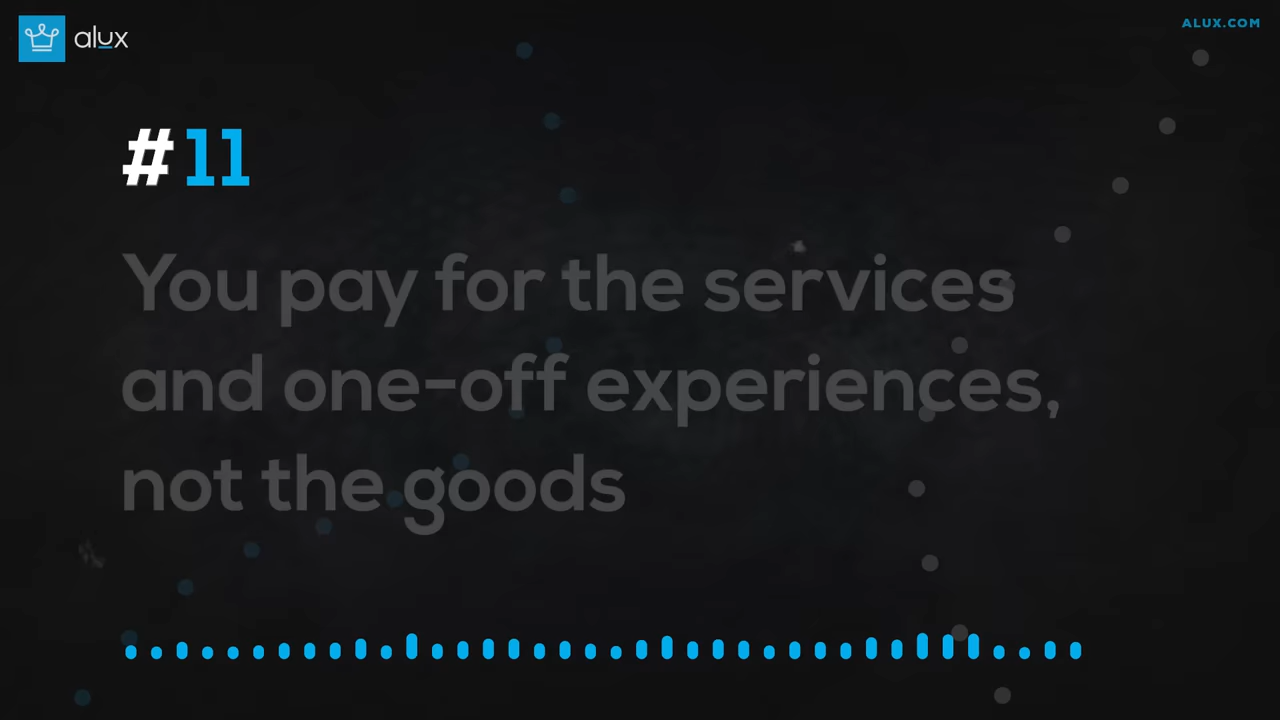 alux
ALUX.COM
#11
You pay for the services
and one-off experiences,
not the goods